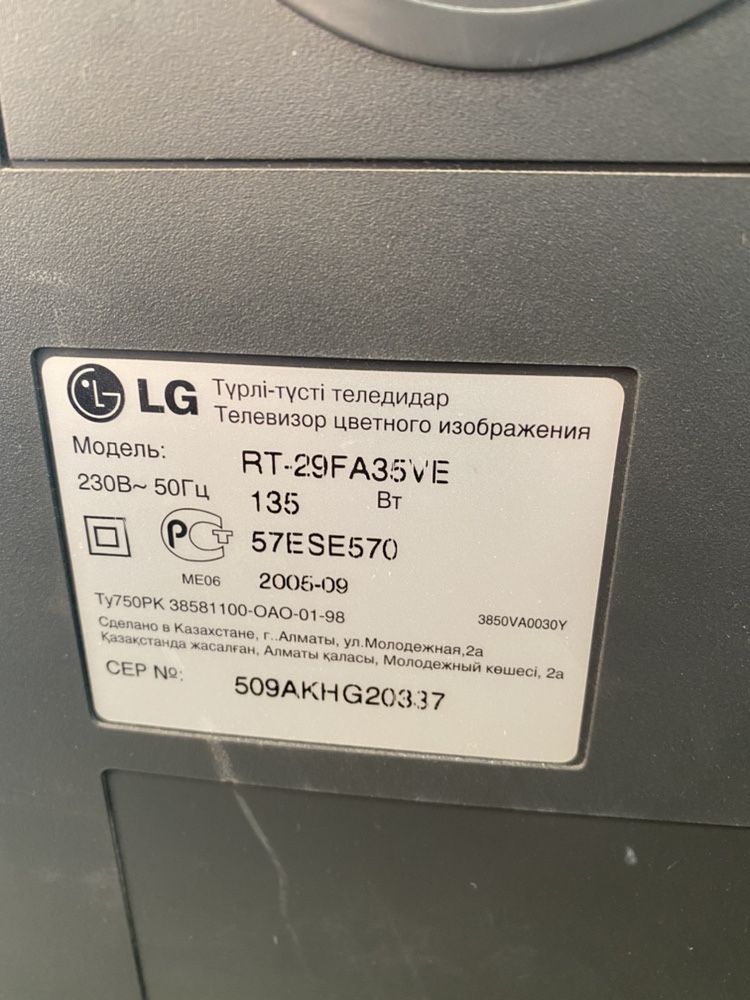 LG Түрлі-түсті теледидар
Телевизор цветного изображения
Модель: RT-29FA35VE
230В~ 50Гц 135 Вт
РСТ 57ESE570
ME06 2005-09
Ту750РК 38581100-ОАО-01-98 3850VA0030Y
Сделано в Казахстане, г..Алматы, ул.Молодежная,2а
Қазақстанда жасалған, Алматы қаласы, Молодежный көшесі, 2а
СЕР №: 509AKHG20337